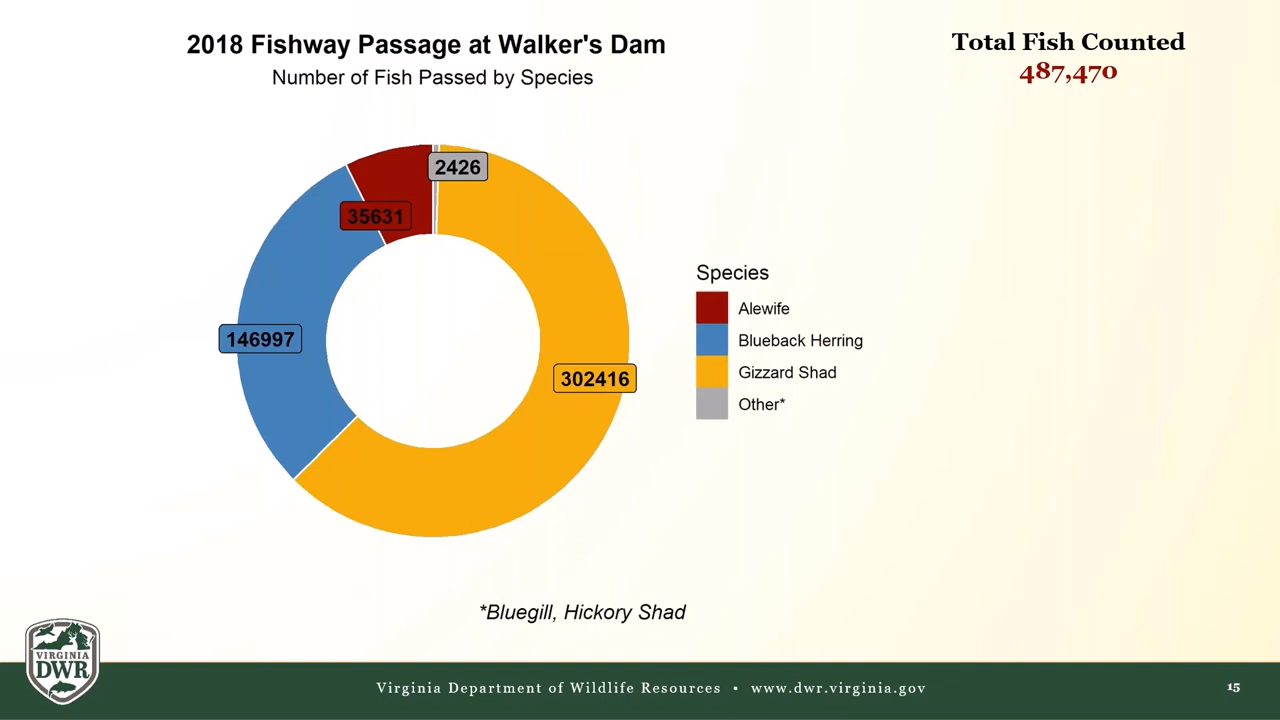 2018 Fishway Passage at Walker's Dam
Number of Fish Passed by Species
Total Fish Counted
487,470
2426
35631
146997
302416
Species
Alewife
Blueback Herring
Gizzard Shad
Other*
*Bluegill, Hickory Shad
VIRGINIA
DWR
Virginia Department of Wildlife Resources • www.dwr.virginia.gov
15